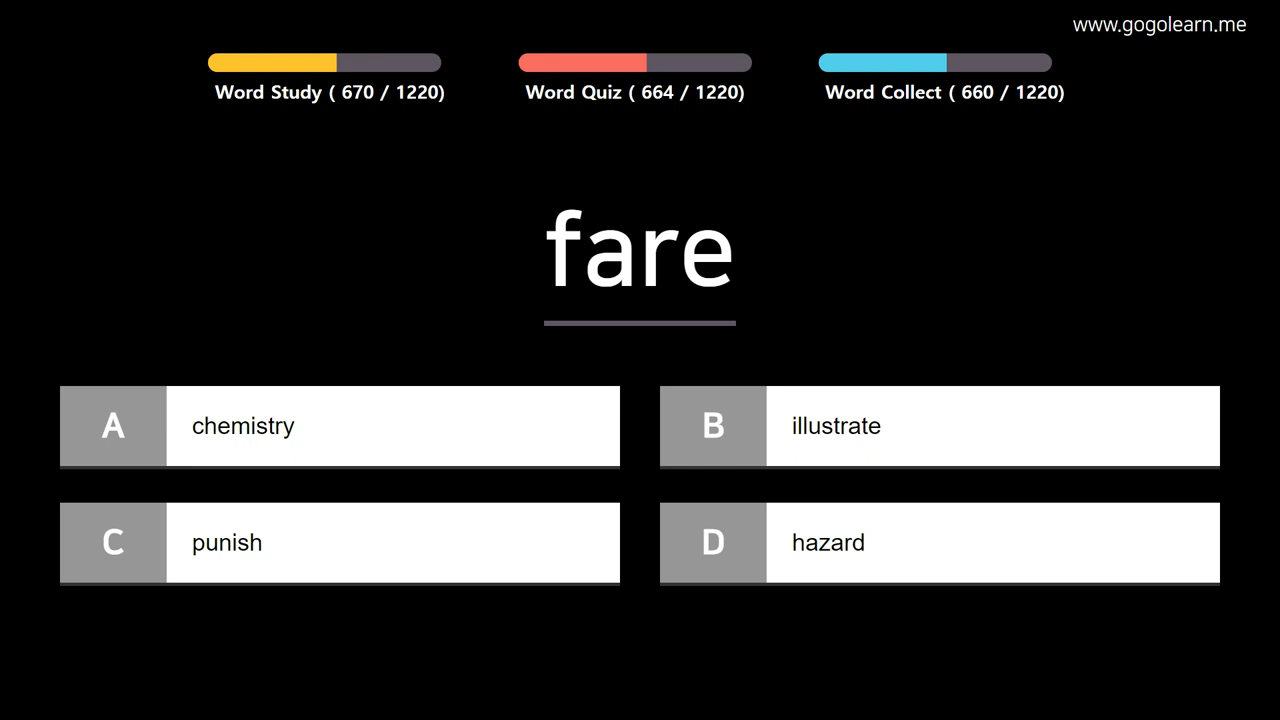 www.gogolearn.me
Word Study ( 670 / 1220)
Word Quiz ( 664 / 1220)
Word Collect ( 660 / 1220)
fare
A chemistry
B illustrate
C punish
D hazard